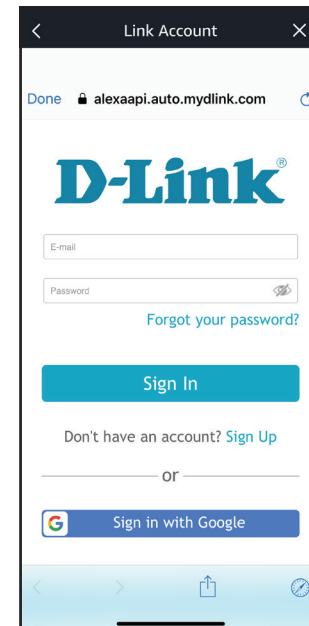 Link Account
Done alexaapi.auto.mydlink.com
D-Link®
E-mail
Password
Forgot your password?
Sign In
Don't have an account? Sign Up
or
G Sign in with Google